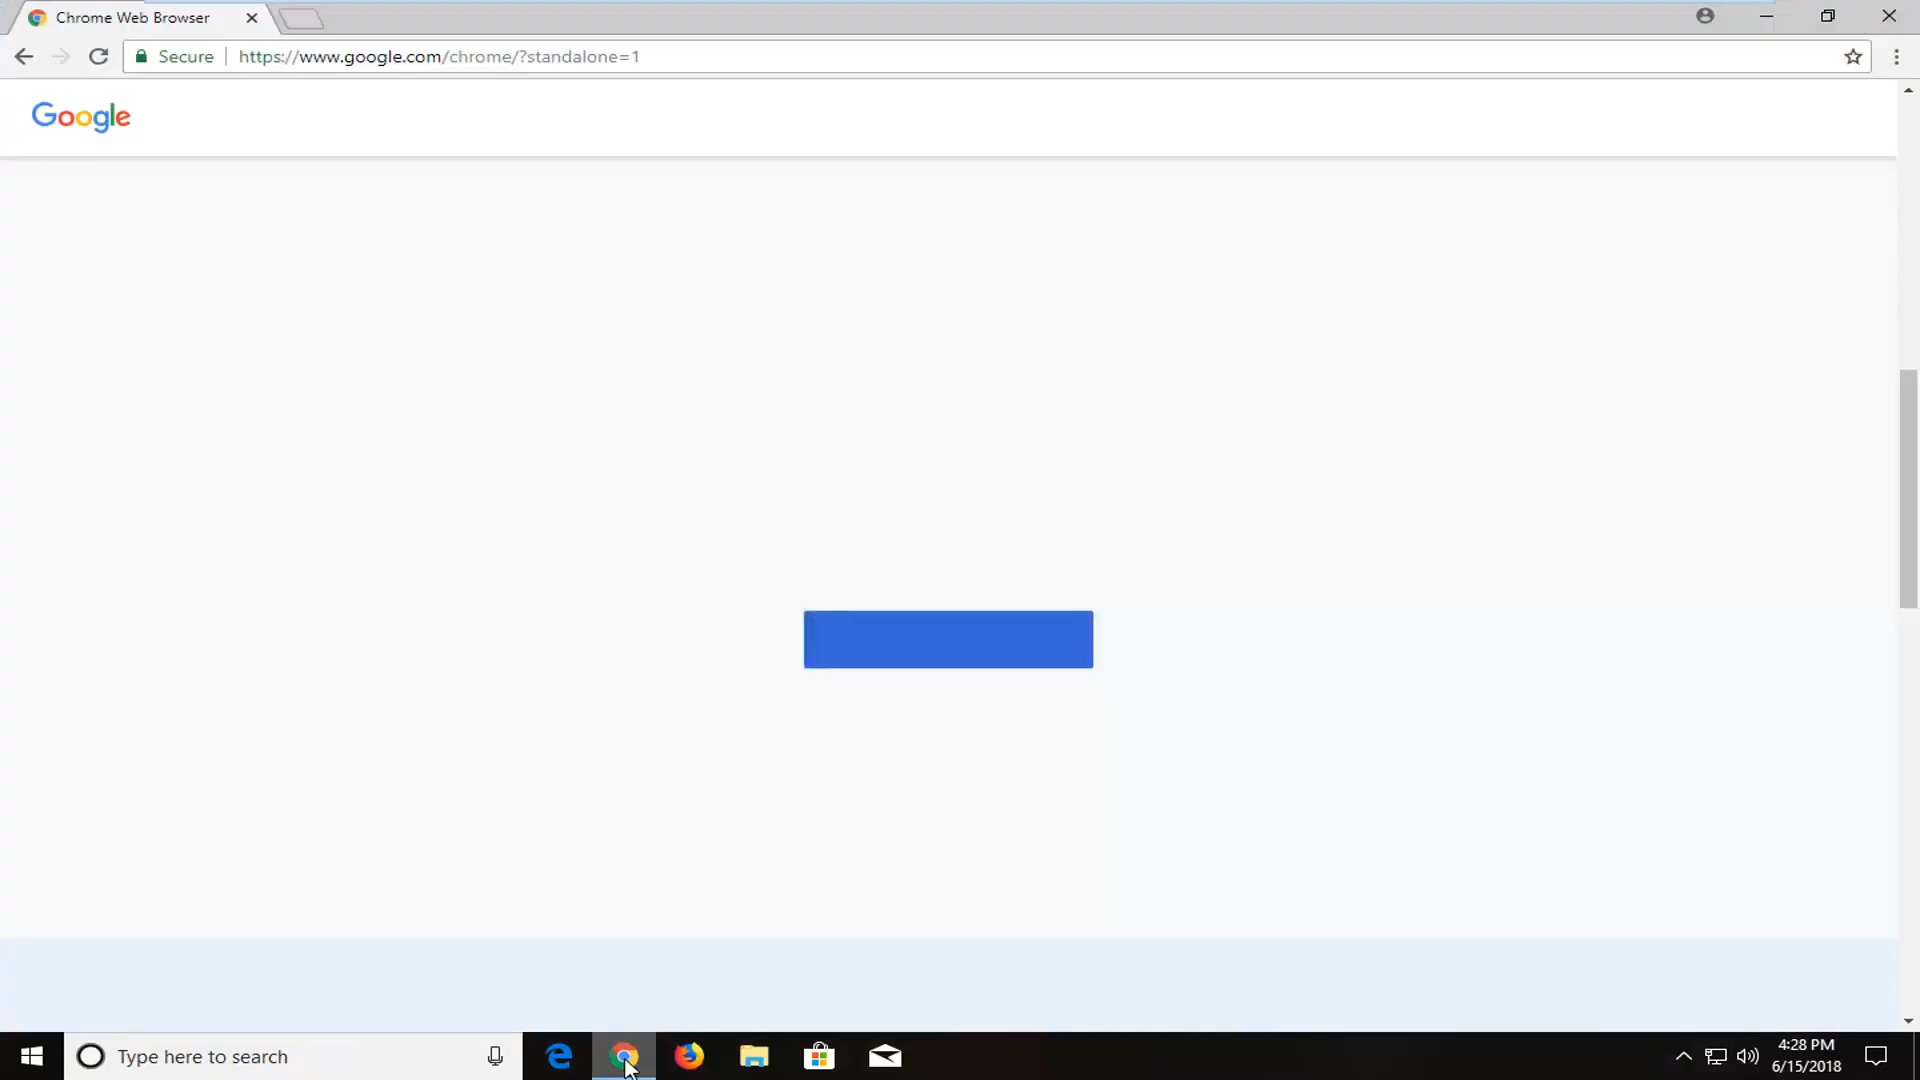 Chrome Web Browser
Secure
https://www.google.com/chrome/?standalone=1
Google
Type here to search
4:28 PM
6/15/2018